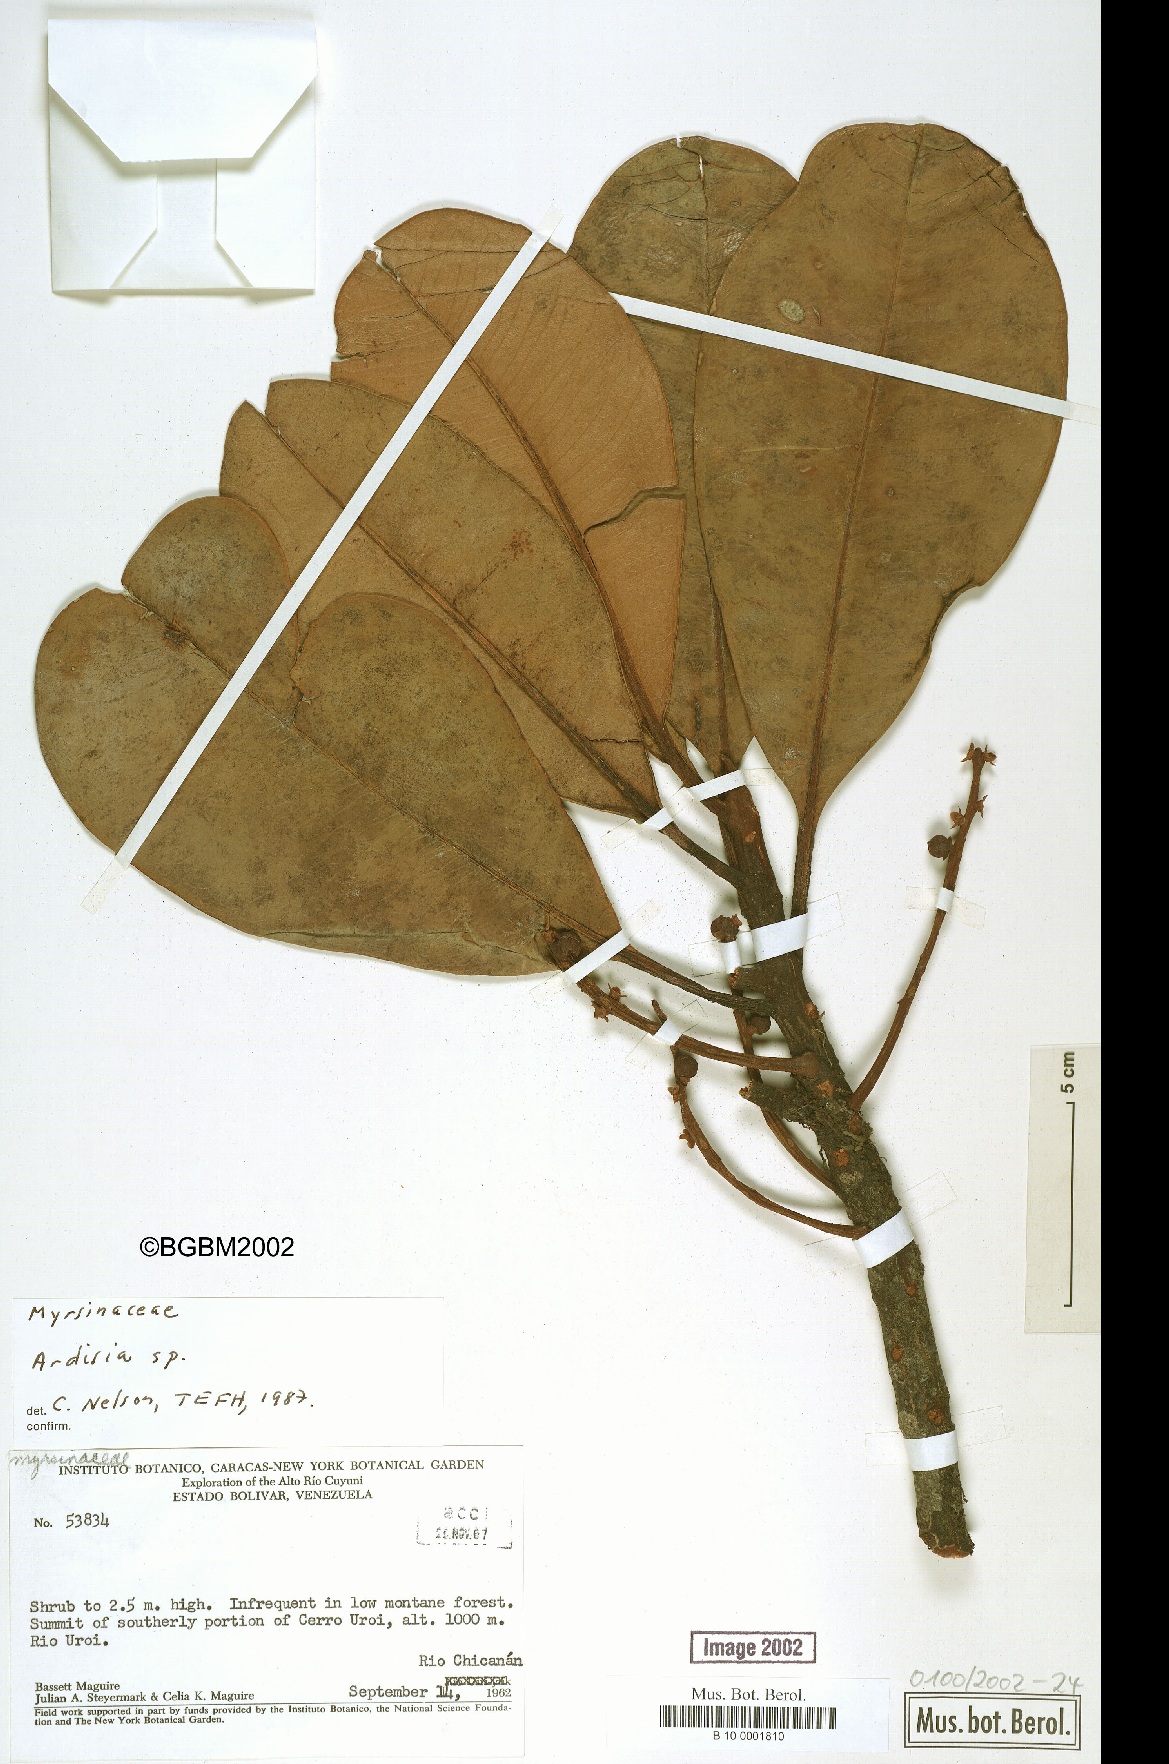 5 cm
©BGBM2002
Myrsinaceae
Ardisia sp.
det. C. Nelson, TEFH, 1987.
confirm.
myrsinaceae
INSTITUTO BOTANICO, CARACAS-NEW YORK BOTANICAL GARDEN
Exploration of the Alto Río Cuyuni
ESTADO BOLIVAR, VENEZUELA
No. 53834
acc
Shrub to 2.5 m. high. Infrequent in low montane forest.
Summit of southerly portion of Cerro Uroi, alt. 1000 m.
Rio Uroi.
Rio Chicanán
Bassett Maguire
Julian A. Steyermark & Celia K. Maguire
September 14, 1962
Field work supported in part by funds provided by the Instituto Botanico, the National Science Founda-
tion and The New York Botanical Garden.
Image 2002
Mus. Bot. Berol.
B 10 0001810
0100/2002-24
Mus. bot. Berol.